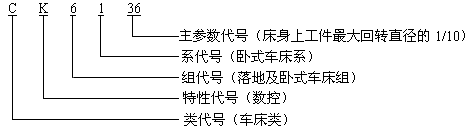 C K 6 1 36
主参数代号（床身上工件最大回转直径的 1/10）
系代号（卧式车床系）
组代号（落地及卧式车床组）
特性代号（数控）
类代号（车床类）